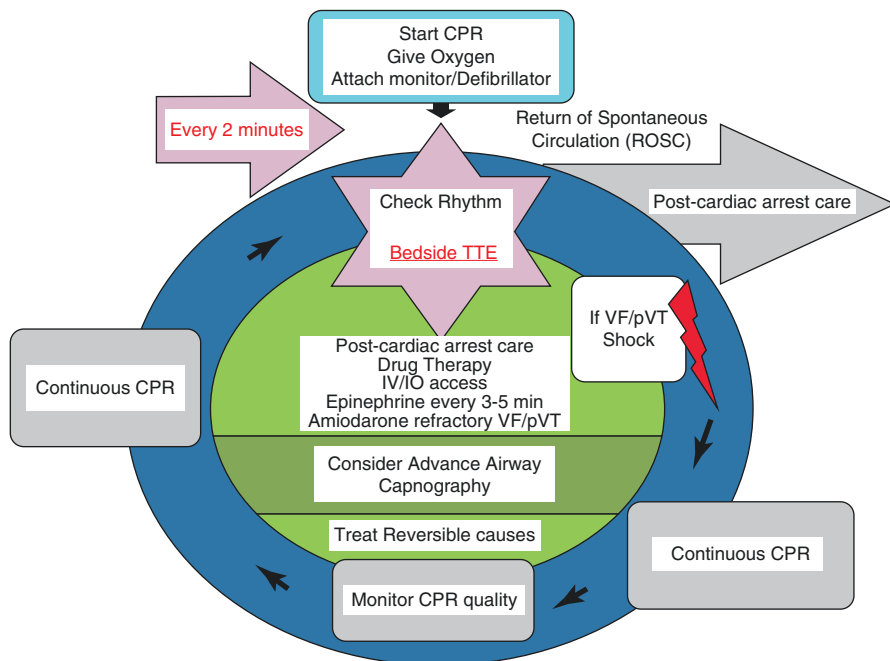 Start CPR
Give Oxygen
Attach monitor/Defibrillator
Every 2 minutes
Return of Spontaneous
Circulation (ROSC)
Post-cardiac arrest care
Check Rhythm
Bedside TTE
If VF/pVT
Shock
Continuous CPR
Post-cardiac arrest care
Drug Therapy
IV/IO access
Epinephrine every 3-5 min
Amiodarone refractory VF/pVT
Consider Advance Airway
Capnography
Treat Reversible causes
Continuous CPR
Monitor CPR quality